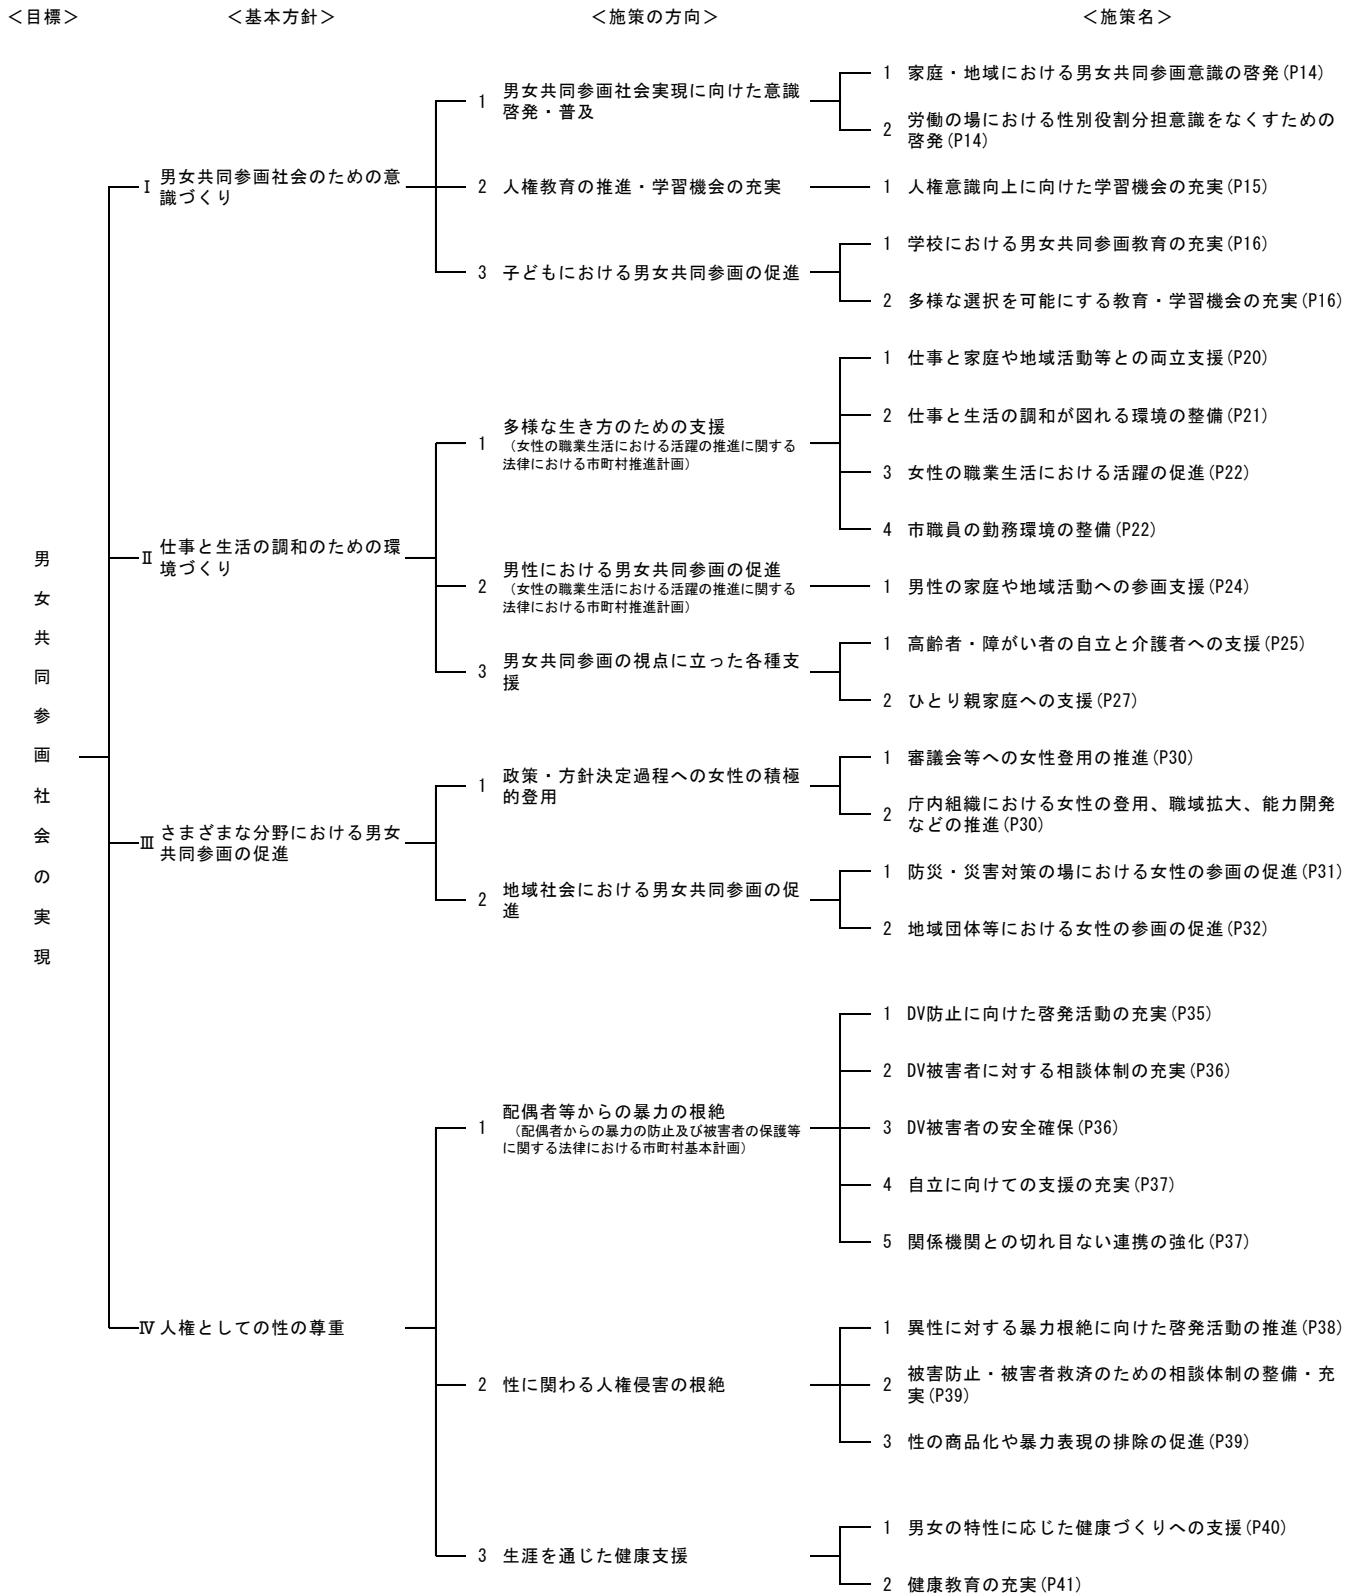 ＜目標＞ ＜基本方針＞ ＜施策の方向＞ ＜施策名＞
男女共同参画社会の実現
Ⅰ 男女共同参画社会のための意
識づくり
1 男女共同参画社会実現に向けた意識
啓発・普及
1 家庭・地域における男女共同参画意識の啓発(P14)
2 労働の場における性別役割分担意識をなくすための
啓発(P14)
2 人権教育の推進・学習機会の充実
1 人権意識向上に向けた学習機会の充実(P15)
3 子どもにおける男女共同参画の促進
1 学校における男女共同参画教育の充実(P16)
2 多様な選択を可能にする教育・学習機会の充実(P16)
Ⅱ 仕事と生活の調和のための環
境づくり
1 多様な生き方のための支援
（女性の職業生活における活躍の推進に関する
法律における市町村推進計画）
1 仕事と家庭や地域活動等との両立支援(P20)
2 仕事と生活の調和が図れる環境の整備(P21)
3 女性の職業生活における活躍の促進(P22)
4 市職員の勤務環境の整備(P22)
2 男性における男女共同参画の促進
（女性の職業生活における活躍の推進に関する
法律における市町村推進計画）
1 男性の家庭や地域活動への参画支援(P24)
3 男女共同参画の視点に立った各種支
援
1 高齢者・障がい者の自立と介護者への支援(P25)
2 ひとり親家庭への支援(P27)
Ⅲ さまざまな分野における男女
共同参画の促進
1 政策・方針決定過程への女性の積極
的登用
1 審議会等への女性登用の推進(P30)
2 庁内組織における女性の登用、職域拡大、能力開発
などの推進(P30)
2 地域社会における男女共同参画の促
進
1 防災・災害対策の場における女性の参画の促進(P31)
2 地域団体等における女性の参画の促進(P32)
Ⅳ 人権としての性の尊重
1 配偶者等からの暴力の根絶
（配偶者からの暴力の防止及び被害者の保護等
に関する法律における市町村基本計画）
1 DV防止に向けた啓発活動の充実(P35)
2 DV被害者に対する相談体制の充実(P36)
3 DV被害者の安全確保(P36)
4 自立に向けての支援の充実(P37)
5 関係機関との切れ目ない連携の強化(P37)
2 性に関わる人権侵害の根絶
1 異性に対する暴力根絶に向けた啓発活動の推進(P38)
2 被害防止・被害者救済のための相談体制の整備・充
実(P39)
3 性の商品化や暴力表現の排除の促進(P39)
3 生涯を通じた健康支援
1 男女の特性に応じた健康づくりへの支援(P40)
2 健康教育の充実(P41)